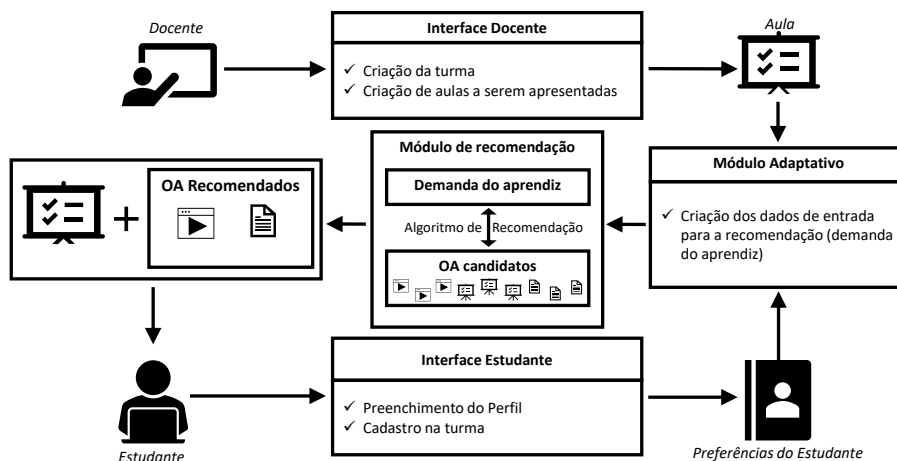 Docente
Interface Docente
✓ Criação da turma
✓ Criação de aulas a serem apresentadas
Aula
OA Recomendados
Módulo de recomendação
Demanda do aprendiz
Algoritmo de Recomendação
OA candidatos
Módulo Adaptativo
✓ Criação dos dados de entrada
para a recomendação (demanda
do aprendiz)
Estudante
Interface Estudante
✓ Preenchimento do Perfil
✓ Cadastro na turma
Preferências do Estudante